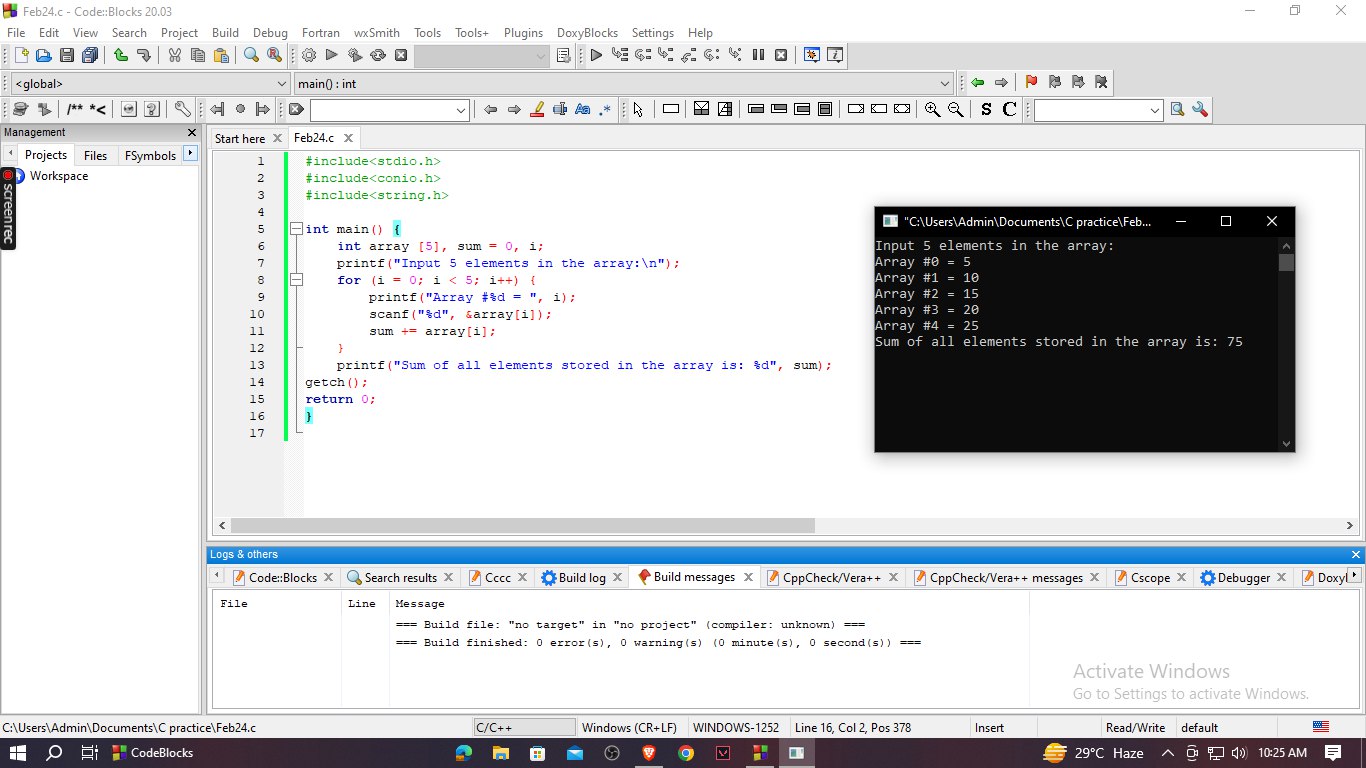 Feb24.c - Code::Blocks 20.03
File Edit View Search Project Build Debug Fortran wxSmith Tools Tools+ Plugins DoxyBlocks Settings Help
<global>
main() : int
/** *<
Aa .*
S C
Management
Projects Files FSymbols
Workspace
screenrec
Start here Feb24.c
1 #include<stdio.h>
2 #include<conio.h>
3 #include<string.h>
4
5 int main() {
6 int array [5], sum = 0, i;
7 printf("Input 5 elements in the array:\n");
8 for (i = 0; i < 5; i++) {
9 printf("Array #%d = ", i);
10 scanf("%d", &array[i]);
11 sum += array[i];
12 }
13 printf("Sum of all elements stored in the array is: %d", sum);
14 getch();
15 return 0;
16 }
17
"C:\Users\Admin\Documents\C practice\Feb...
Input 5 elements in the array:
Array #0 = 5
Array #1 = 10
Array #2 = 15
Array #3 = 20
Array #4 = 25
Sum of all elements stored in the array is: 75
Logs & others
Code::Blocks Search results Cccc Build log Build messages CppCheck/Vera++ CppCheck/Vera++ messages Cscope Debugger Doxyl
File Line Message
=== Build file: "no target" in "no project" (compiler: unknown) ===
=== Build finished: 0 error(s), 0 warning(s) (0 minute(s), 0 second(s)) ===
Activate Windows
Go to Settings to activate Windows.
C:\Users\Admin\Documents\C practice\Feb24.c C/C++ Windows (CR+LF) WINDOWS-1252 Line 16, Col 2, Pos 378 Insert Read/Write default
CodeBlocks 29°C Haze 10:25 AM